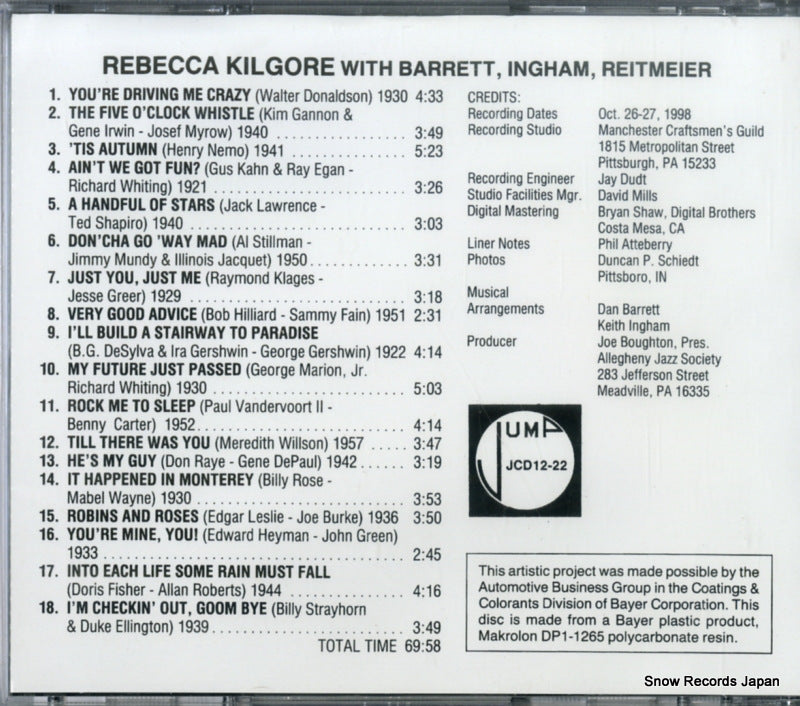 REBECCA KILGORE WITH BARRETT, INGHAM, REITMEIER
1. YOU'RE DRIVING ME CRAZY (Walter Donaldson) 1930 4:33
2. THE FIVE O'CLOCK WHISTLE (Kim Gannon &
Gene Irwin - Josef Myrow) 1940 . . . . . . . . . . . . . . . . . . 3:49
3. 'TIS AUTUMN (Henry Nemo) 1941 . . . . . . . . . . . . . . . . 5:23
4. AIN'T WE GOT FUN? (Gus Kahn & Ray Egan -
Richard Whiting) 1921 . . . . . . . . . . . . . . . . . . . . . . . . . . 3:26
5. A HANDFUL OF STARS (Jack Lawrence -
Ted Shapiro) 1940 . . . . . . . . . . . . . . . . . . . . . . . . . . . . . 3:03
6. DON'CHA GO 'WAY MAD (Al Stillman -
Jimmy Mundy & Illinois Jacquet) 1950 . . . . . . . . . . . . . 3:31
7. JUST YOU, JUST ME (Raymond Klages -
Jesse Greer) 1929 . . . . . . . . . . . . . . . . . . . . . . . . . . . . . 3:18
8. VERY GOOD ADVICE (Bob Hilliard - Sammy Fain) 1951 2:31
9. I'LL BUILD A STAIRWAY TO PARADISE
(B.G. DeSylva & Ira Gershwin - George Gershwin) 1922 4:14
10. MY FUTURE JUST PASSED (George Marion, Jr.
Richard Whiting) 1930 . . . . . . . . . . . . . . . . . . . . . . . . . . 5:03
11. ROCK ME TO SLEEP (Paul Vandervoort II -
Benny Carter) 1952. . . . . . . . . . . . . . . . . . . . . . . . . . . . 4:14
12. TILL THERE WAS YOU (Meredith Willson) 1957 . . . . . 3:47
13. HE'S MY GUY (Don Raye - Gene DePaul) 1942 . . . . . . 3:19
14. IT HAPPENED IN MONTEREY (Billy Rose -
Mabel Wayne) 1930 . . . . . . . . . . . . . . . . . . . . . . . . . . . . 3:53
15. ROBINS AND ROSES (Edgar Leslie - Joe Burke) 1936 3:50
16. YOU'RE MINE, YOU! (Edward Heyman - John Green)
1933 . . . . . . . . . . . . . . . . . . . . . . . . . . . . . . . . . . . . . . . . 2:45
17. INTO EACH LIFE SOME RAIN MUST FALL
(Doris Fisher - Allan Roberts) 1944 . . . . . . . . . . . . . . . . 4:16
18. I'M CHECKIN' OUT, GOOM BYE (Billy Strayhorn
& Duke Ellington) 1939 . . . . . . . . . . . . . . . . . . . . . . . . . 3:49
TOTAL TIME 69:58
CREDITS:
Recording Dates Oct. 26-27, 1998
Recording Studio Manchester Craftsmen's Guild
1815 Metropolitan Street
Pittsburgh, PA 15233
Recording Engineer Jay Dudt
Studio Facilities Mgr. David Mills
Digital Mastering Bryan Shaw, Digital Brothers
Costa Mesa, CA
Liner Notes Phil Atteberry
Photos Duncan P. Schiedt
Pittsboro, IN
Musical
Arrangements Dan Barrett
Keith Ingham
Producer Joe Boughton, Pres.
Allegheny Jazz Society
283 Jefferson Street
Meadville, PA 16335
JUMP
JCD12-22
This artistic project was made possible by the
Automotive Business Group in the Coatings &
Colorants Division of Bayer Corporation. This
disc is made from a Bayer plastic product,
Makrolon DP1-1265 polycarbonate resin.
Snow Records Japan